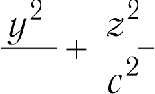 y² + z²
c²